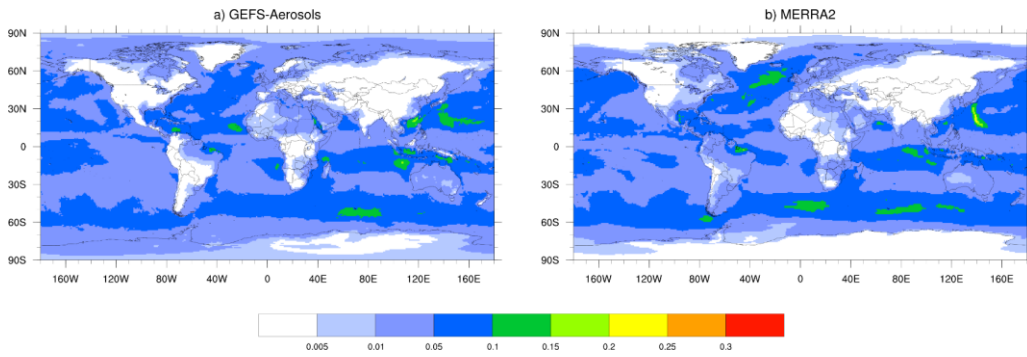 a) GEFS-Aerosols
b) MERRA2
90N 90N
60N 60N
30N 30N
0 0
30S 30S
60S 60S
90S 90S
160W 120W 80W 40W 0 40E 80E 120E 160E 160W 120W 80W 40W 0 40E 80E 120E 160E
0.005 0.01 0.05 0.1 0.15 0.2 0.25 0.3